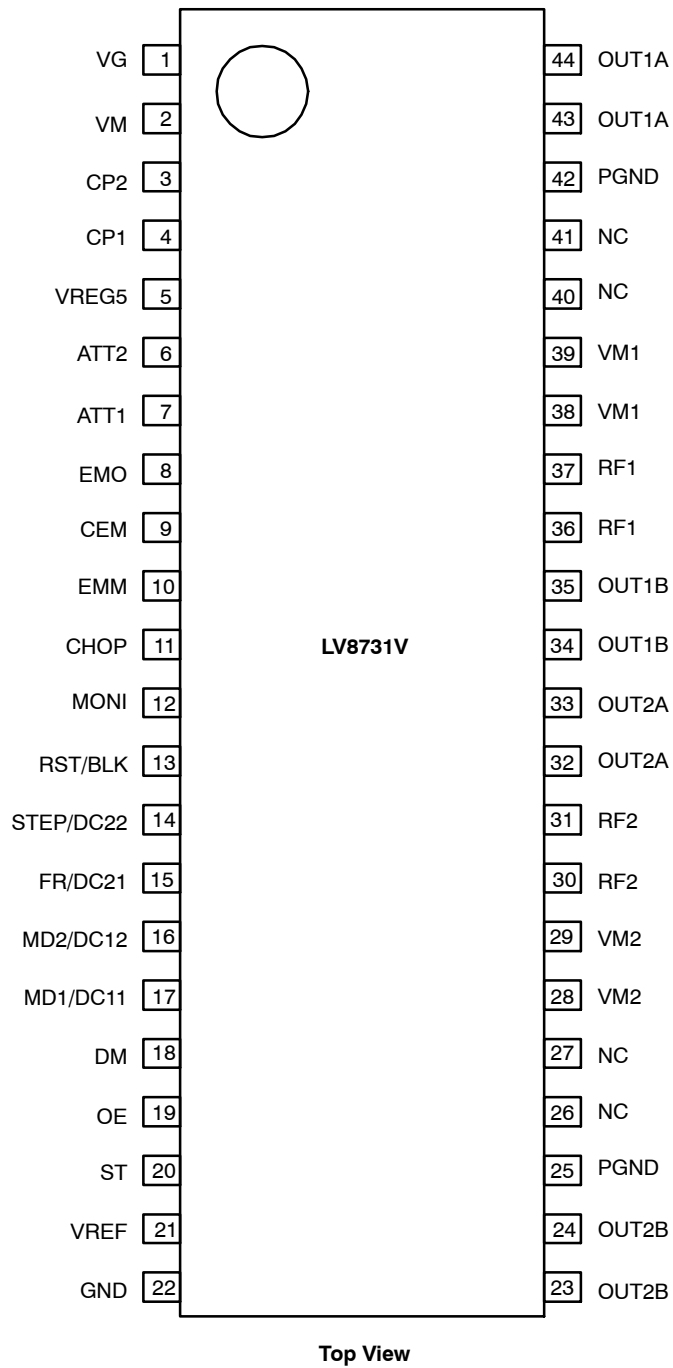 VG 1 44 OUT1A
VM 2 43 OUT1A
CP2 3 42 PGND
CP1 4 41 NC
VREG5 5 40 NC
ATT2 6 39 VM1
ATT1 7 38 VM1
EMO 8 37 RF1
CEM 9 36 RF1
EMM 10 35 OUT1B
CHOP 11 LV8731V 34 OUT1B
MONI 12 33 OUT2A
RST/BLK 13 32 OUT2A
STEP/DC22 14 31 RF2
FR/DC21 15 30 RF2
MD2/DC12 16 29 VM2
MD1/DC11 17 28 VM2
DM 18 27 NC
OE 19 26 NC
ST 20 25 PGND
VREF 21 24 OUT2B
GND 22 23 OUT2B
Top View